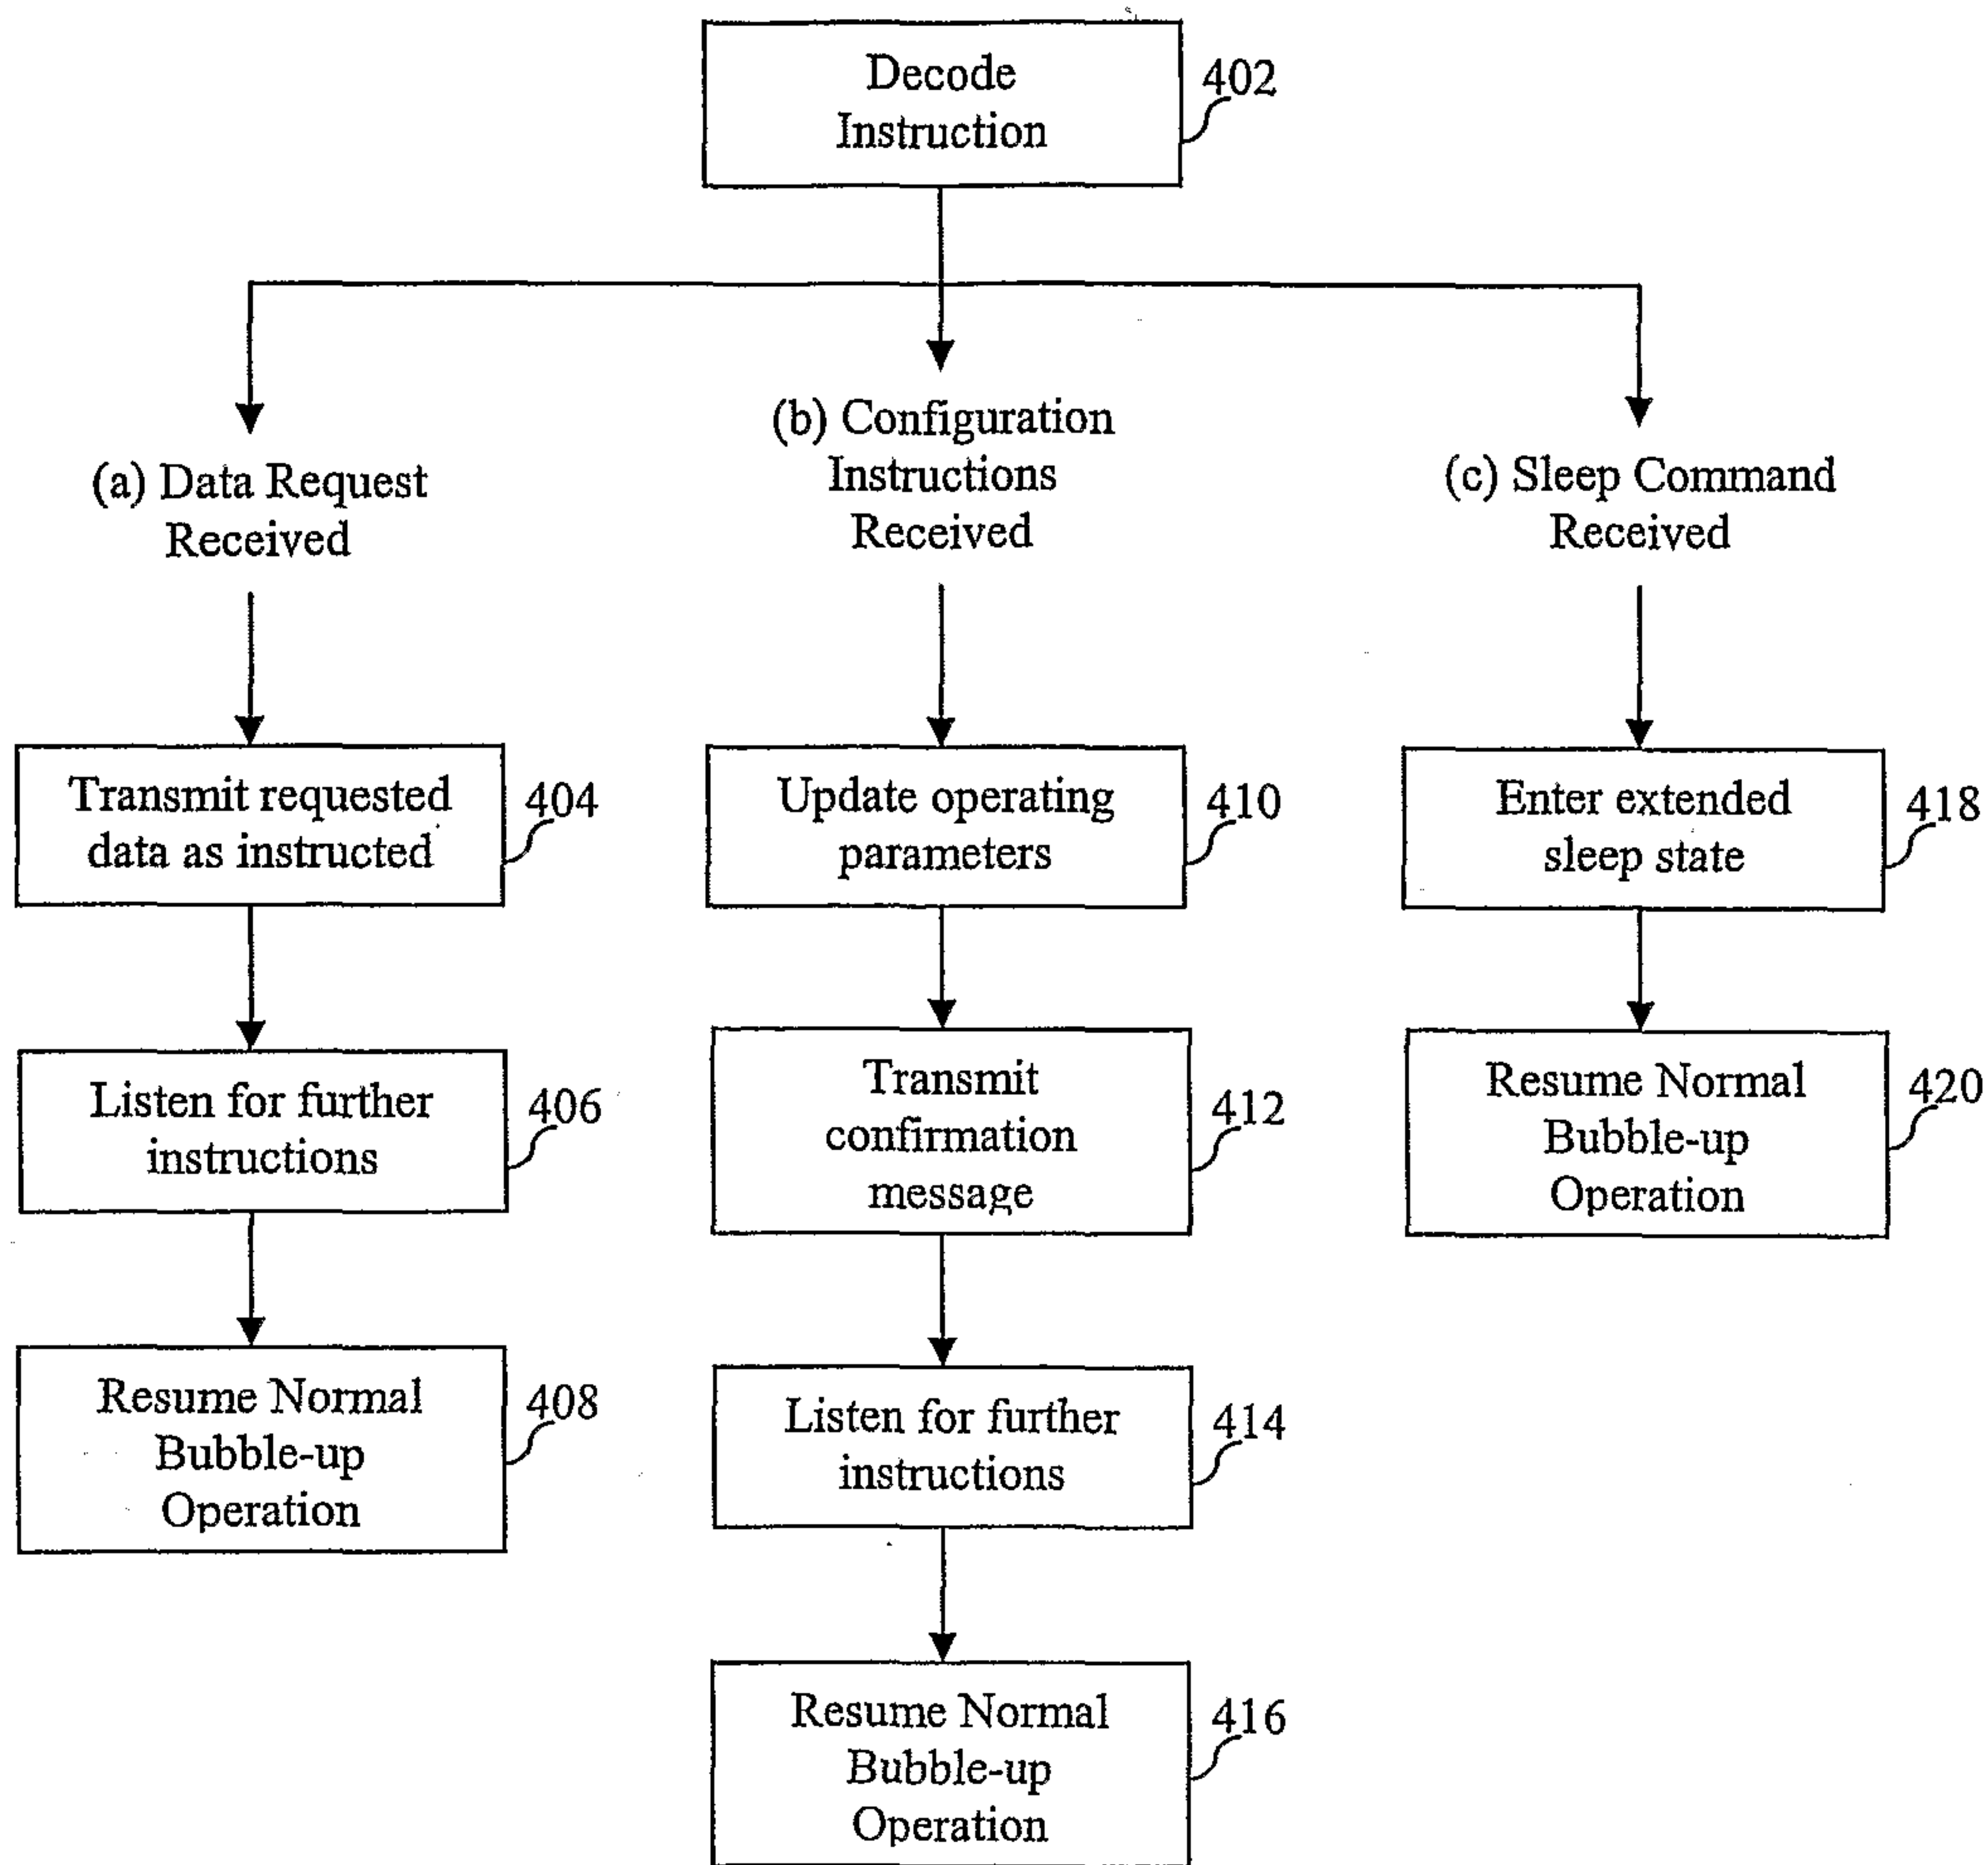 Decode
Instruction
402
(a) Data Request
Received
(b) Configuration
Instructions
Received
(c) Sleep Command
Received
Transmit requested
data as instructed
404
Update operating
parameters
410
Enter extended
sleep state
418
Listen for further
instructions
406
Transmit
confirmation
message
412
Resume Normal
Bubble-up
Operation
420
Resume Normal
Bubble-up
Operation
408
Listen for further
instructions
414
Resume Normal
Bubble-up
Operation
416